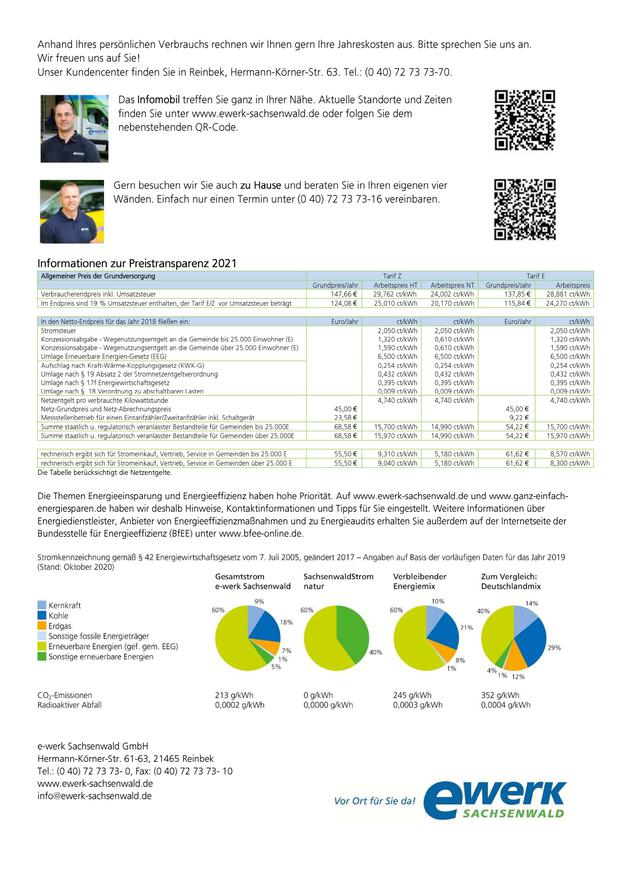 Anhand Ihres persönlichen Verbrauchs rechnen wir Ihnen gern Ihre Jahreskosten aus. Bitte sprechen Sie uns an.
Wir freuen uns auf Sie!
Unser Kundencenter finden Sie in Reinbek, Hermann-Körner-Str. 63. Tel.: (0 40) 72 73 73-70.
Das Infomobil treffen Sie ganz in Ihrer Nähe. Aktuelle Standorte und Zeiten
finden Sie unter www.ewerk-sachsenwald.de oder folgen Sie dem
nebenstehenden QR-Code.
Gern besuchen wir Sie auch zu Hause und beraten Sie in Ihren eigenen vier
Wänden. Einfach nur einen Termin unter (0 40) 72 73 73-16 vereinbaren.
Informationen zur Preistransparenz 2021
Allgemeiner Preis der Grundversorgung Tarif Z Tarif E
Grundpreis/Jahr Arbeitspreis HT Arbeitspreis NT Grundpreis/Jahr Arbeitspreis
Verbraucherendpreis inkl. Umsatzsteuer 147,66 € 29,762 ct/kWh 24,002 ct/kWh 137,85 € 28,881 ct/kWh
Im Endpreis sind 19 % Umsatzsteuer enthalten, der Tarif E/Z vor Umsatzsteuer beträgt 124,08 € 25,010 ct/kWh 20,170 ct/kWh 115,84 € 24,270 ct/kWh
In den Netto-Endpreis für das Jahr 2018 fließen ein: Euro/Jahr ct/kWh ct/kWh Euro/Jahr ct/kWh
Stromsteuer 2,050 ct/kWh 2,050 ct/kWh 2,050 ct/kWh
Konzessionsabgabe - Wegenutzungsentgelt an die Gemeinde bis 25.000 Einwohner (E) 1,320 ct/kWh 0,610 ct/kWh 1,320 ct/kWh
Konzessionsabgabe - Wegenutzungsentgelt an die Gemeinde über 25.000 Einwohner (E) 1,590 ct/kWh 0,610 ct/kWh 1,590 ct/kWh
Umlage Erneuerbare Energien-Gesetz (EEG) 6,500 ct/kWh 6,500 ct/kWh 6,500 ct/kWh
Aufschlag nach Kraft-Wärme-Kopplungsgesetz (KWK-G) 0,254 ct/kWh 0,254 ct/kWh 0,254 ct/kWh
Umlage nach § 19 Absatz 2 der Stromnetzentgeltverordnung 0,432 ct/kWh 0,432 ct/kWh 0,432 ct/kWh
Umlage nach § 17f Energiewirtschaftsgesetz 0,395 ct/kWh 0,395 ct/kWh 0,395 ct/kWh
Umlage nach § 18 Verordnung zu abschaltbaren Lasten 0,009 ct/kWh 0,009 ct/kWh 0,009 ct/kWh
Netzentgelt pro verbrauchte Kilowattstunde 4,740 ct/kWh 4,740 ct/kWh 4,740 ct/kWh
Netz-Grundpreis und Netz-Abrechnungspreis 45,00 € 45,00 €
Messstellenbetrieb für einen Eintarifzähler/Zweitarifzähler inkl. Schaltgerät 23,58 € 9,22 €
Summe staatlich u. regulatorisch veranlasster Bestandteile für Gemeinden bis 25.000E 68,58 € 15,700 ct/kWh 14,990 ct/kWh 54,22 € 15,700 ct/kWh
Summe staatlich u. regulatorisch veranlasster Bestandteile für Gemeinden über 25.000E 68,58 € 15,970 ct/kWh 14,990 ct/kWh 54,22 € 15,970 ct/kWh
rechnerisch ergibt sich für Stromeinkauf, Vertrieb, Service in Gemeinden bis 25.000 E 55,50 € 9,310 ct/kWh 5,180 ct/kWh 61,62 € 8,570 ct/kWh
rechnerisch ergibt sich für Stromeinkauf, Vertrieb, Service in Gemeinden über 25.000 E 55,50 € 9,040 ct/kWh 5,180 ct/kWh 61,62 € 8,300 ct/kWh
Die Tabelle berücksichtigt die Netzentgelte.
Die Themen Energieeinsparung und Energieeffizienz haben hohe Priorität. Auf www.ewerk-sachsenwald.de und www.ganz-einfach-
energiesparen.de haben wir deshalb Hinweise, Kontaktinformationen und Tipps für Sie eingestellt. Weitere Informationen über
Energiedienstleister, Anbieter von Energieeffizienzmaßnahmen und zu Energieaudits erhalten Sie außerdem auf der Internetseite der
Bundesstelle für Energieeffizienz (BfEE) unter www.bfee-online.de.
Stromkennzeichnung gemäß § 42 Energiewirtschaftsgesetz vom 7. Juli 2005, geändert 2017 – Angaben auf Basis der vorläufigen Daten für das Jahr 2019
(Stand: Oktober 2020)
Gesamtstrom SachsenwaldStrom Verbleibender Zum Vergleich:
e-werk Sachsenwald natur Energiemix Deutschlandmix
Kernkraft
Kohle
Erdgas
Sonstige fossile Energieträger
Erneuerbare Energien (gef. gem. EEG)
Sonstige erneuerbare Energien
60% 9% 18% 7% 1% 5%
60% 40%
60% 10% 21% 8% 1%
40% 14% 29% 12% 1% 4%
CO2-Emissionen 213 g/kWh 0 g/kWh 245 g/kWh 352 g/kWh
Radioaktiver Abfall 0,0002 g/kWh 0,0000 g/kWh 0,0003 g/kWh 0,0004 g/kWh
e-werk Sachsenwald GmbH
Hermann-Körner-Str. 61-63, 21465 Reinbek
Tel.: (0 40) 72 73 73- 0, Fax: (0 40) 72 73 73- 10
www.ewerk-sachsenwald.de
info@ewerk-sachsenwald.de
Vor Ort für Sie da!
ewerk
SACHSENWALD